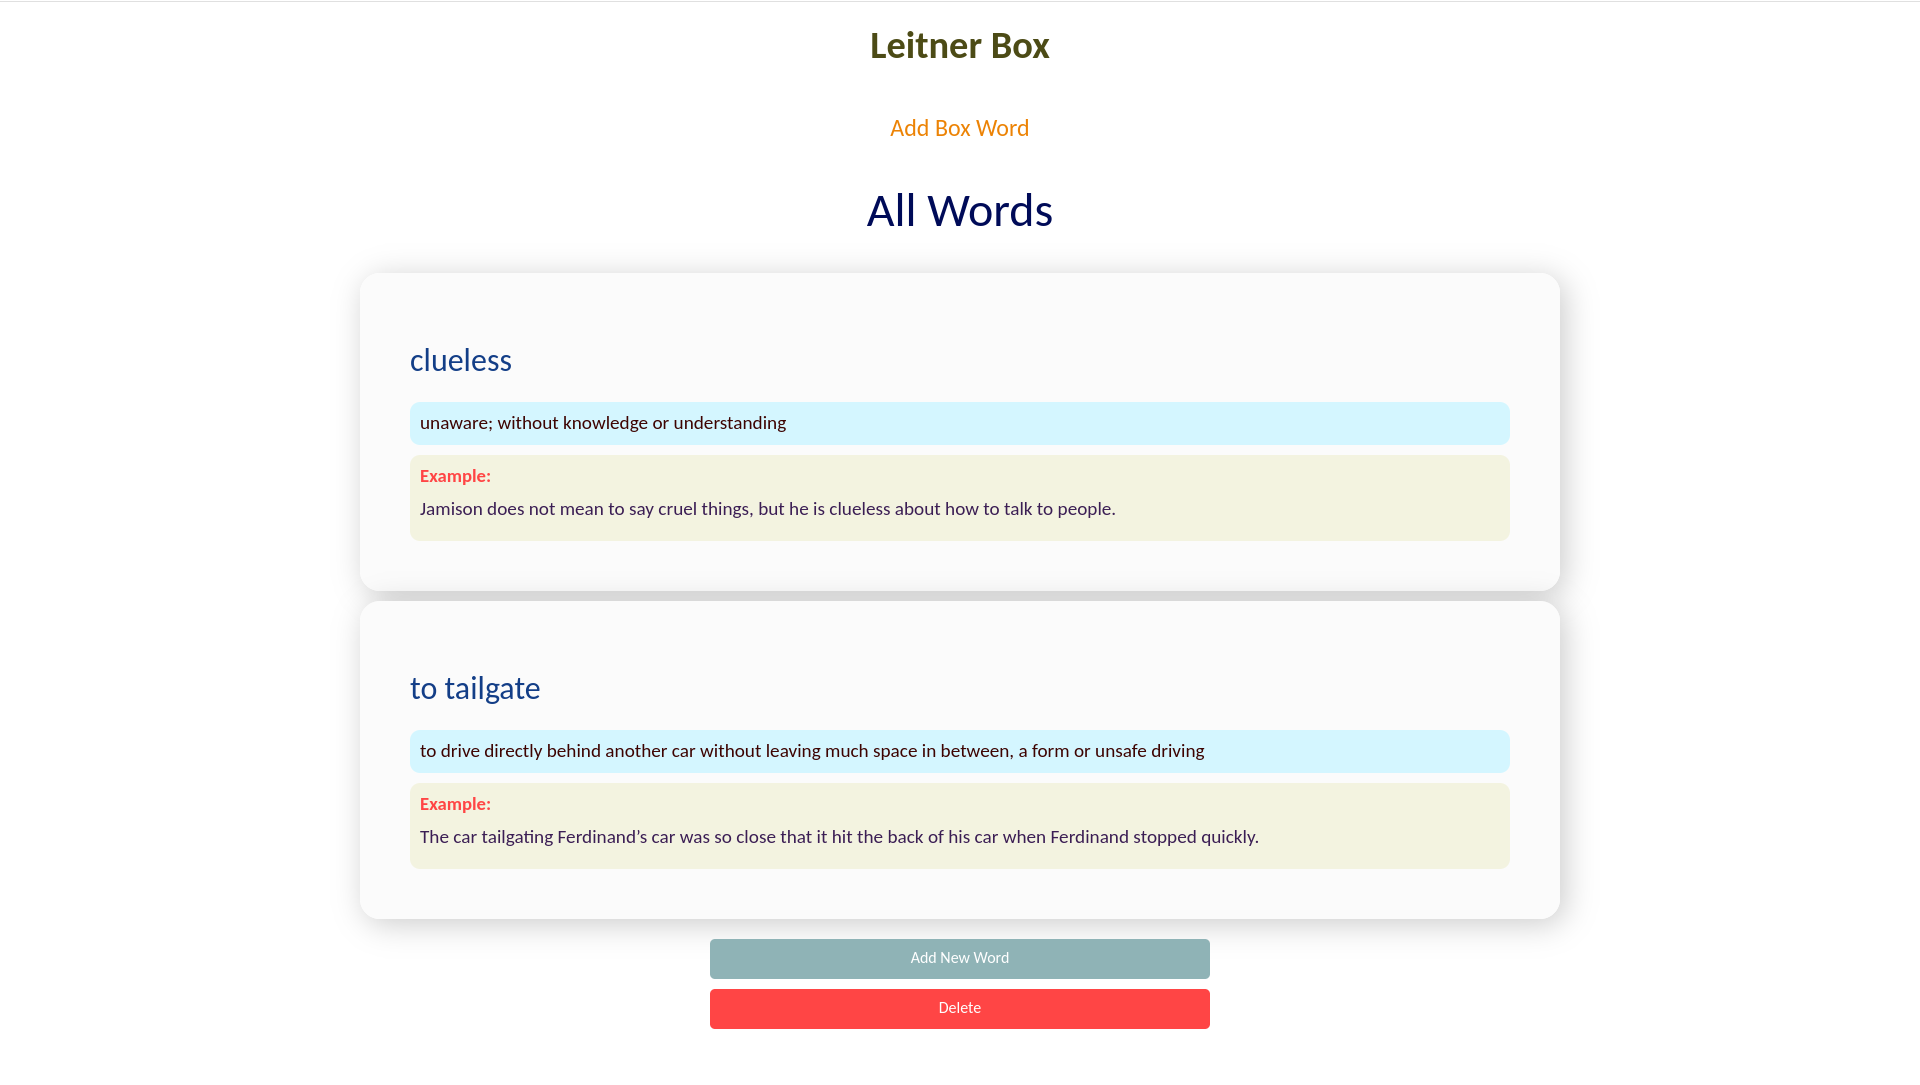 Leitner Box
Add Box Word
All Words
clueless
unaware; without knowledge or understanding
Example:
Jamison does not mean to say cruel things, but he is clueless about how to talk to people.
to tailgate
to drive directly behind another car without leaving much space in between, a form or unsafe driving
Example:
The car tailgating Ferdinand’s car was so close that it hit the back of his car when Ferdinand stopped quickly.
Add New Word
Delete